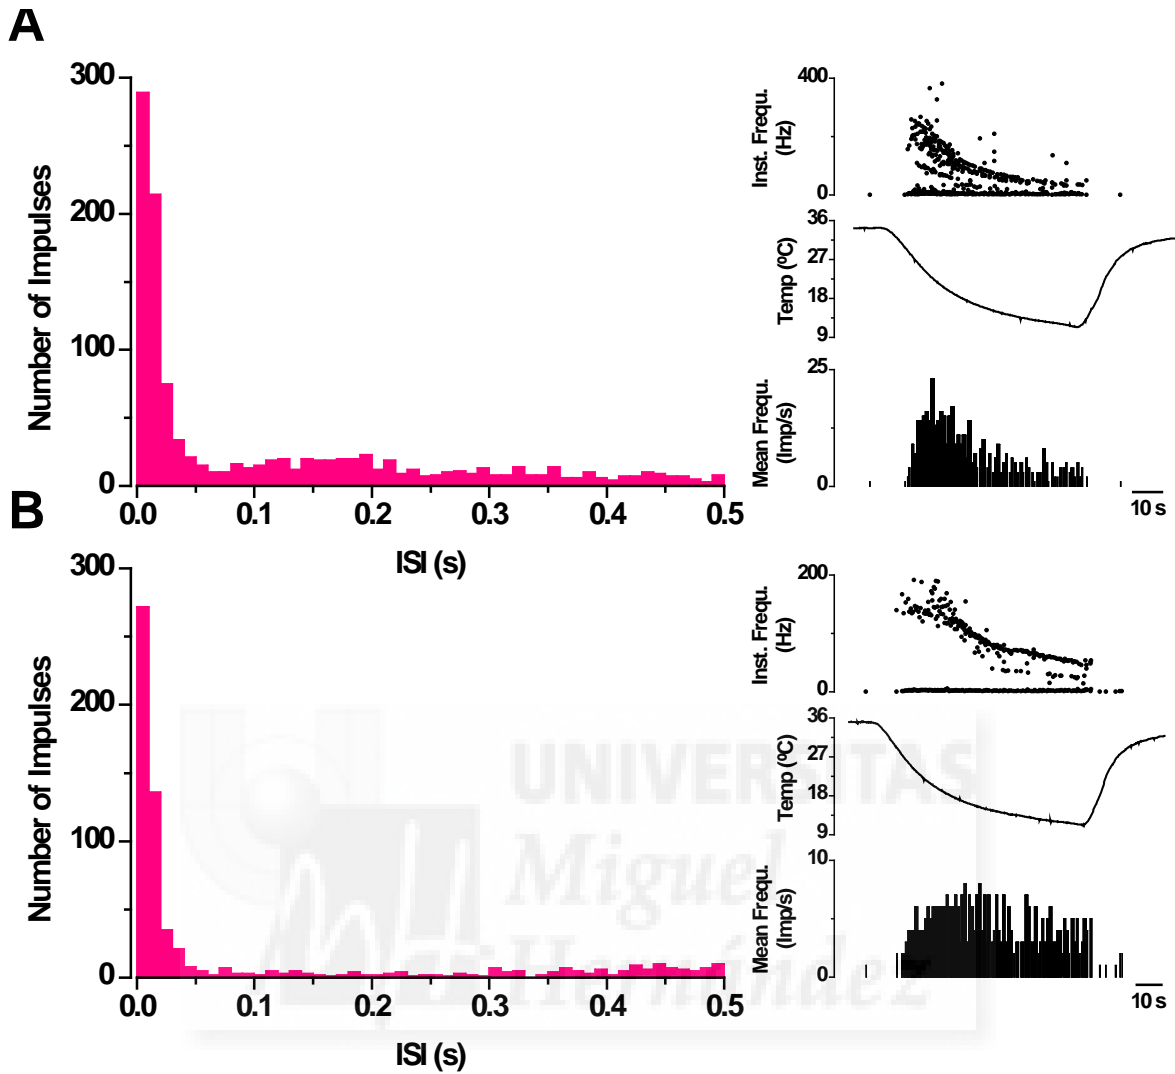 A
300
200
100
0
Number of Impulses
0.0 0.1 0.2 0.3 0.4 0.5
ISI (s)
400
0
Inst. Frequ.
(Hz)
36
27
18
9
Temp (ºC)
25
0
Mean Frequ.
(Imp/s)
10 s
B
300
200
100
0
Number of Impulses
0.0 0.1 0.2 0.3 0.4 0.5
ISI (s)
200
0
Inst. Frequ.
(Hz)
36
27
18
9
Temp (ºC)
10
0
Mean Frequ.
(Imp/s)
10 s
UNIVERSITAS
Miguel
Hernández